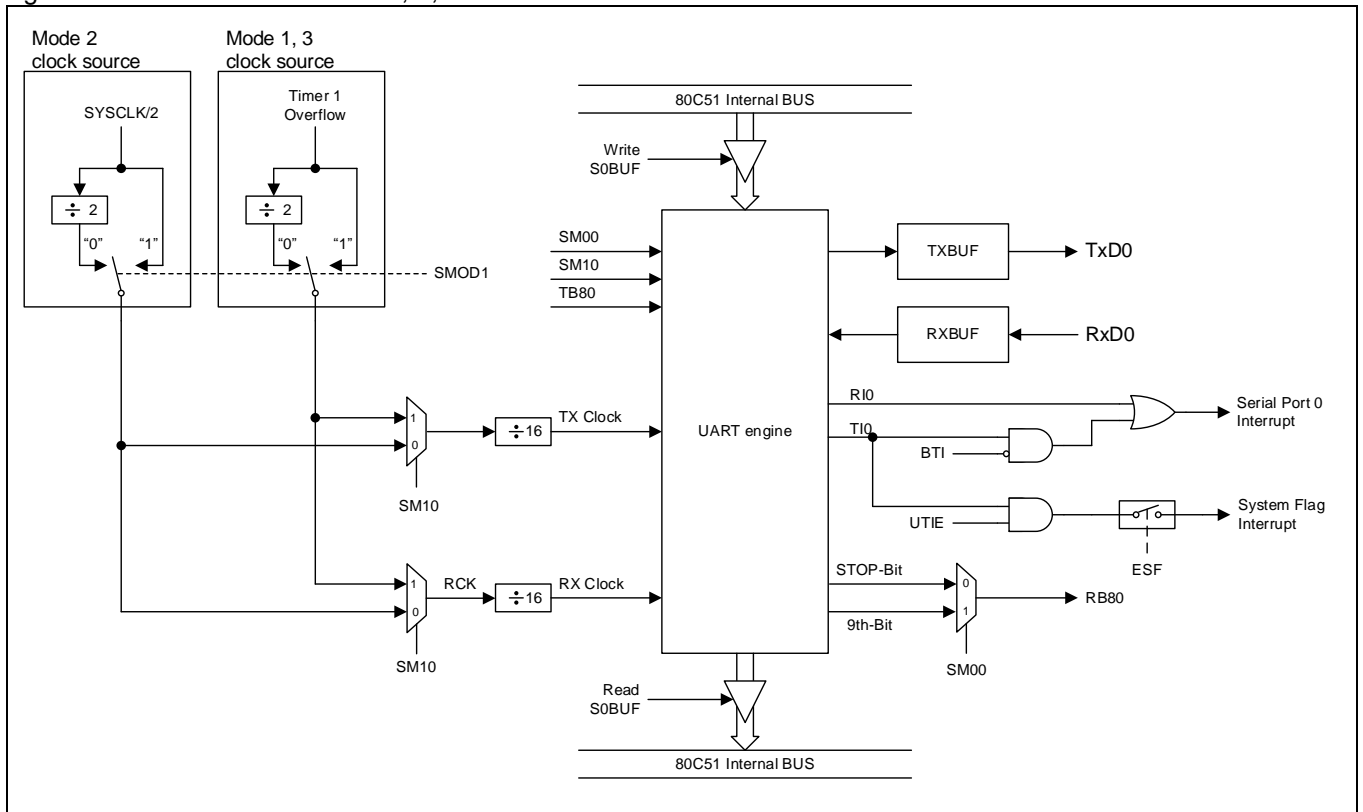 Mode 2
clock source
Mode 1, 3
clock source
SYSCLK/2
Timer 1
Overflow
÷ 2
÷ 2
“0”
“1”
“0”
“1”
SMOD1
80C51 Internal BUS
Write
S0BUF
SM00
SM10
TB80
TXBUF
TxD0
RXBUF
RxD0
UART engine
RI0
TI0
BTI
Serial Port 0
Interrupt
UTIE
System Flag
Interrupt
ESF
1
0
SM10
÷16
TX Clock
1
0
SM10
RCK
÷16
RX Clock
STOP-Bit
9th-Bit
0
1
SM00
RB80
Read
S0BUF
80C51 Internal BUS